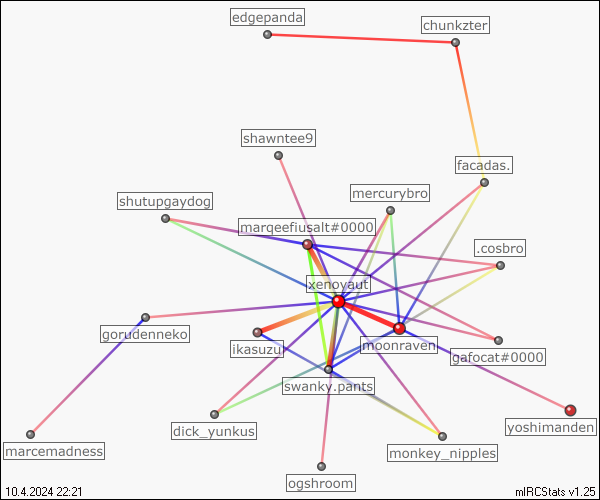 edgepanda
chunkzter
shawntee9
facadas.
mercurybro
shutupgaydog
marqeefiusalt#0000
.cosbro
xenoyaut
gorudenneko
ikasuzu
moonraven
gafocat#0000
swanky.pants
dick_yunkus
yoshimanden
marcemadness
monkey_nipples
ogshroom
10.4.2024 22:21
mIRCStats v1.25